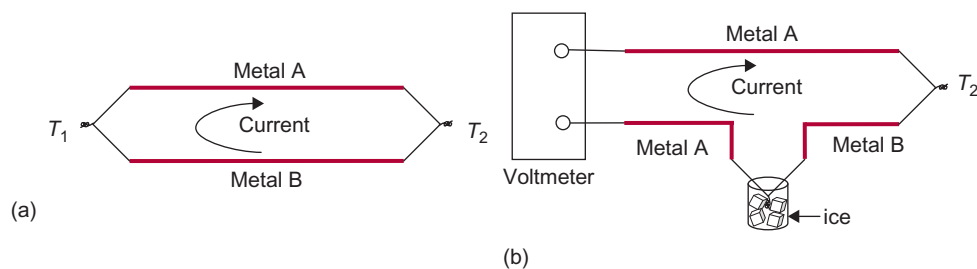 Metal A
T1
Current
T2
Metal B
(a)
Metal A
Current
T2
Metal A
Metal B
Voltmeter
ice
(b)